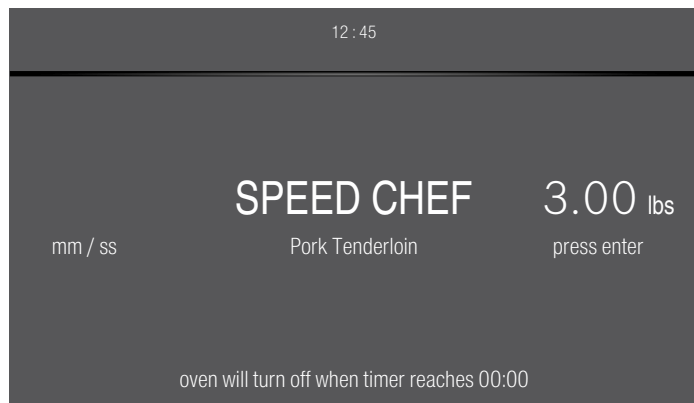 12 : 45
SPEED CHEF 3.00 lbs
mm / ss Pork Tenderloin press enter
oven will turn off when timer reaches 00:00